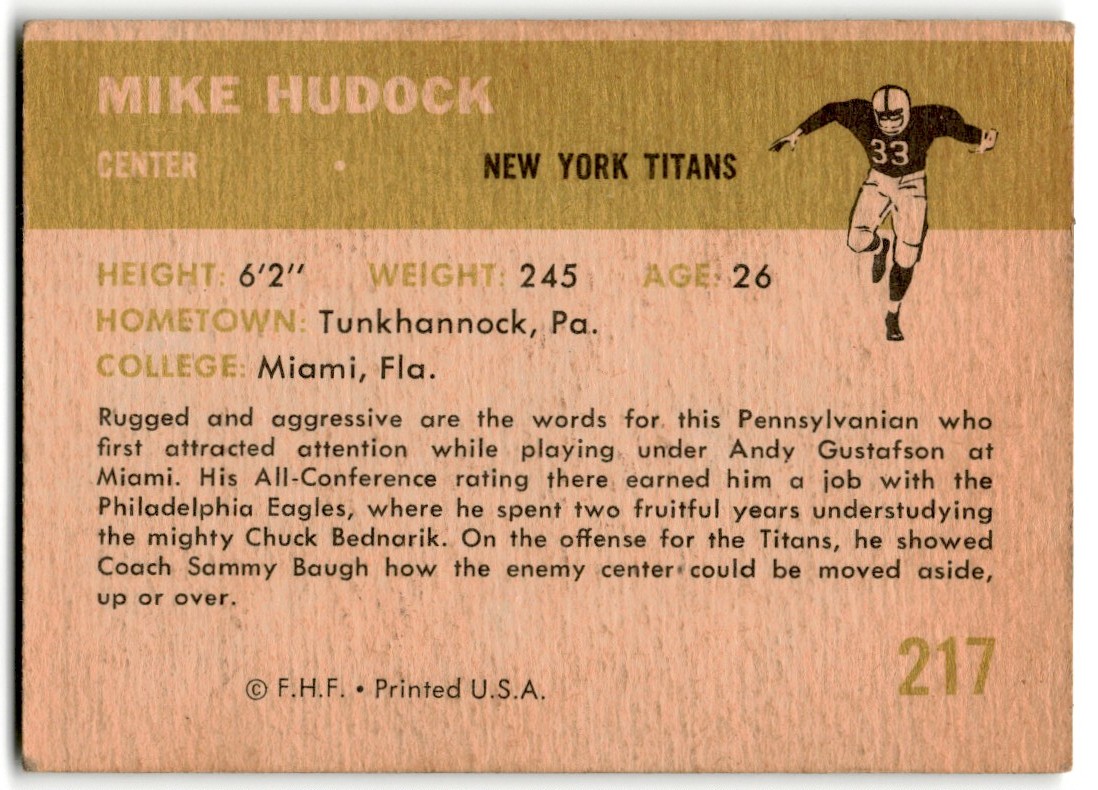 MIKE HUDOCK
CENTER • NEW YORK TITANS
33
HEIGHT: 6'2" WEIGHT: 245 AGE: 26
HOMETOWN: Tunkhannock, Pa.
COLLEGE: Miami, Fla.
Rugged and aggressive are the words for this Pennsylvanian who
first attracted attention while playing under Andy Gustafson at
Miami. His All-Conference rating there earned him a job with the
Philadelphia Eagles, where he spent two fruitful years understudying
the mighty Chuck Bednarik. On the offense for the Titans, he showed
Coach Sammy Baugh how the enemy center could be moved aside,
up or over.
217
© F.H.F. • Printed U.S.A.